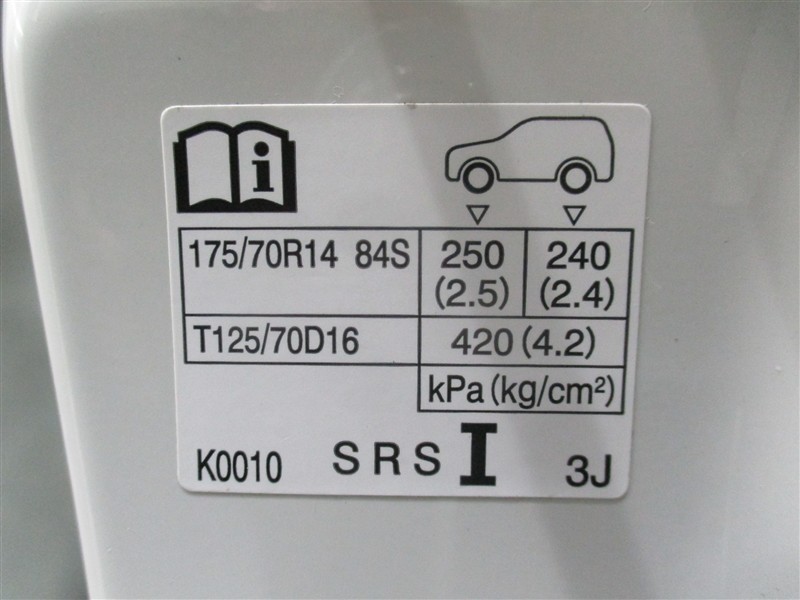 i
175/70R14 84S 250 240
(2.5) (2.4)
T125/70D16 420 (4.2)
kPa (kg/cm²)
K0010 SRS I 3J